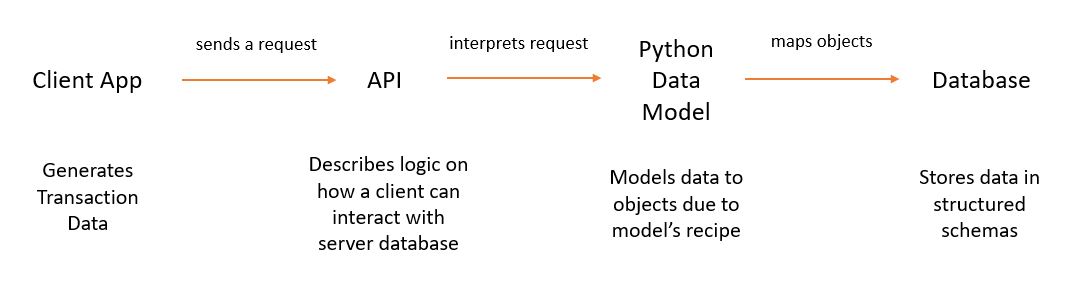 sends a request
interprets request
maps objects
Client App
API
Python
Data
Model
Database
Generates
Transaction
Data
Describes logic on
how a client can
interact with
server database
Models data to
objects due to
model’s recipe
Stores data in
structured
schemas